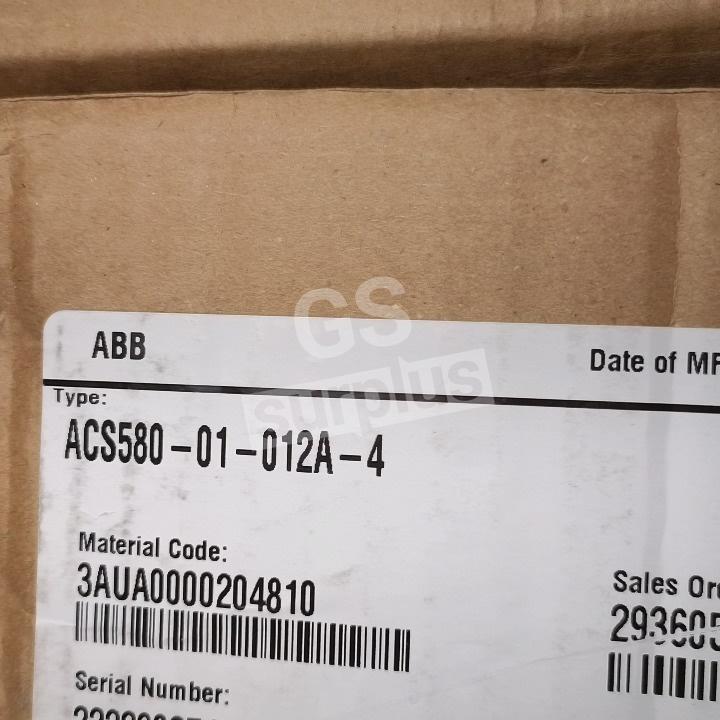 GS
surplus
ABB
Date of MF
Type:
ACS580-01-012A-4
Material Code:
3AUA0000204810
Sales Or
Serial Number: